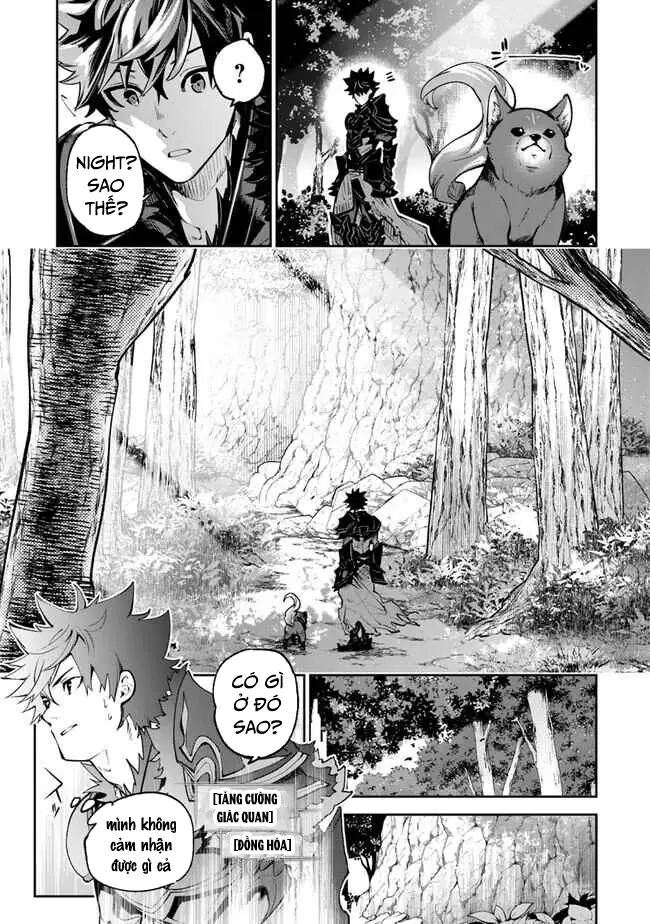 ?
NIGHT?
SAO
THẾ?
CÓ GÌ
Ở ĐÓ
SAO?
[TĂNG CƯỜNG
GIÁC QUAN]
[ĐỒNG HÓA]
mình không
cảm nhận
được gì cả